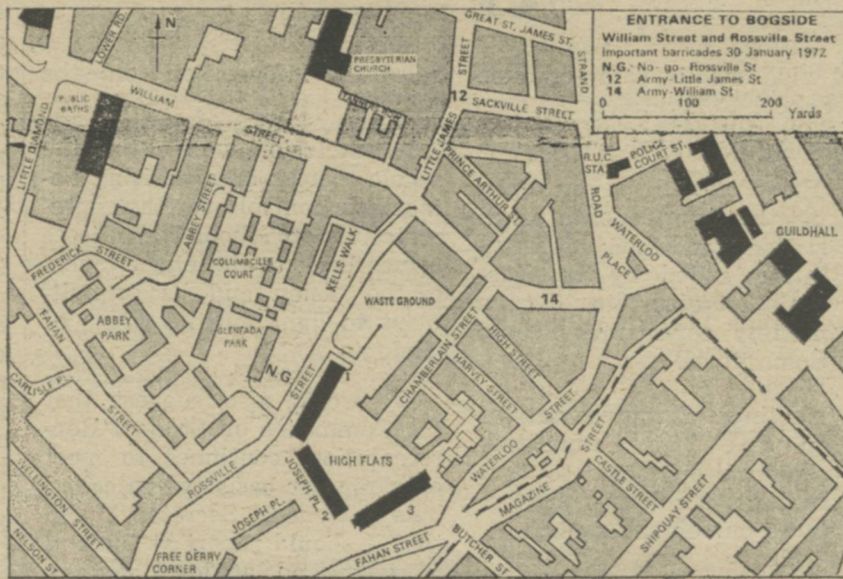 ENTRANCE TO BOGSIDE
William Street and Rossville Street
Important barricades 30 January 1972
N.G. No-go-Rossville St
12 Army-Little James St
14 Army-William St
0 100 200
Yards
N
LOWER RD.
GREAT ST. JAMES ST.
STRAND
ROAD
PRESBYTERIAN
CHURCH
PUBLIC
BATHS
WILLIAM
STREET
LITTLE DIAMOND
12
SACKVILLE STREET
LITTLE JAMES
STREET
PRINCE ARTHUR ST
R.U.C.
STA.
POLICE
COURT ST.
WATERLOO
PLACE
GUILDHALL
ABBEY STREET
FREDERICK STREET
COLUMBCILLE
COURT
KELLS WALK
WASTE GROUND
14
FAHAN
STREET
ABBEY
PARK
GLENFADA
PARK
N.G.
1
CHAMBERLAIN STREET
HIGH STREET
HARVEY STREET
CARLISLE PL.
ROSSVILLE
STREET
HIGH FLATS
WATERLOO
STREET
WELLINGTON
STREET
NELSON ST.
JOSEPH PL.
JOSEPH PL.
2
3
MAGAZINE
STREET
CASTLE STREET
SHIPQUAY STREET
FREE DERRY
CORNER
FAHAN STREET
BUTCHER ST.